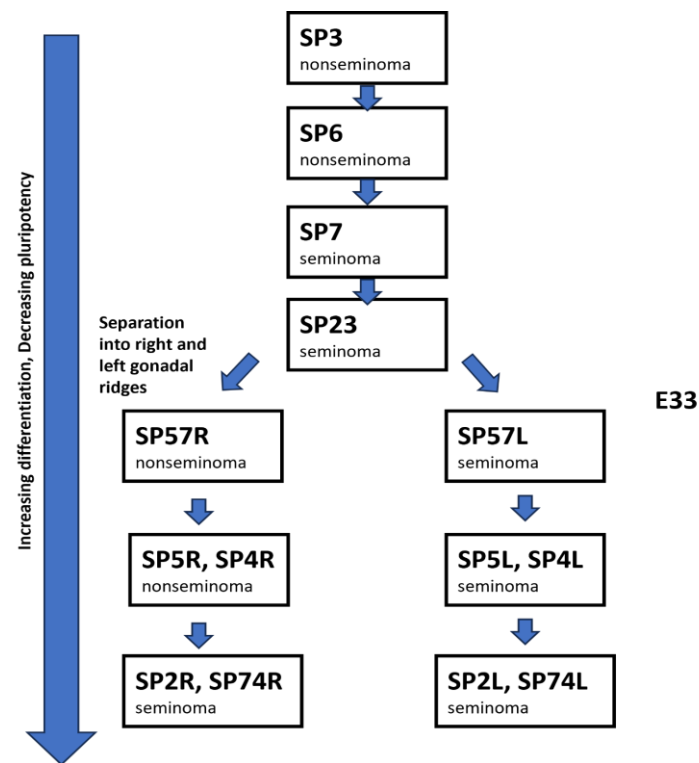 SP3
nonseminoma
SP6
nonseminoma
SP7
seminoma
SP23
seminoma
Increasing differentiation, Decreasing pluripotency
Separation
into right and
left gonadal
ridges
E33
SP57R
nonseminoma
SP57L
seminoma
SP5R, SP4R
nonseminoma
SP5L, SP4L
seminoma
SP2R, SP74R
seminoma
SP2L, SP74L
seminoma